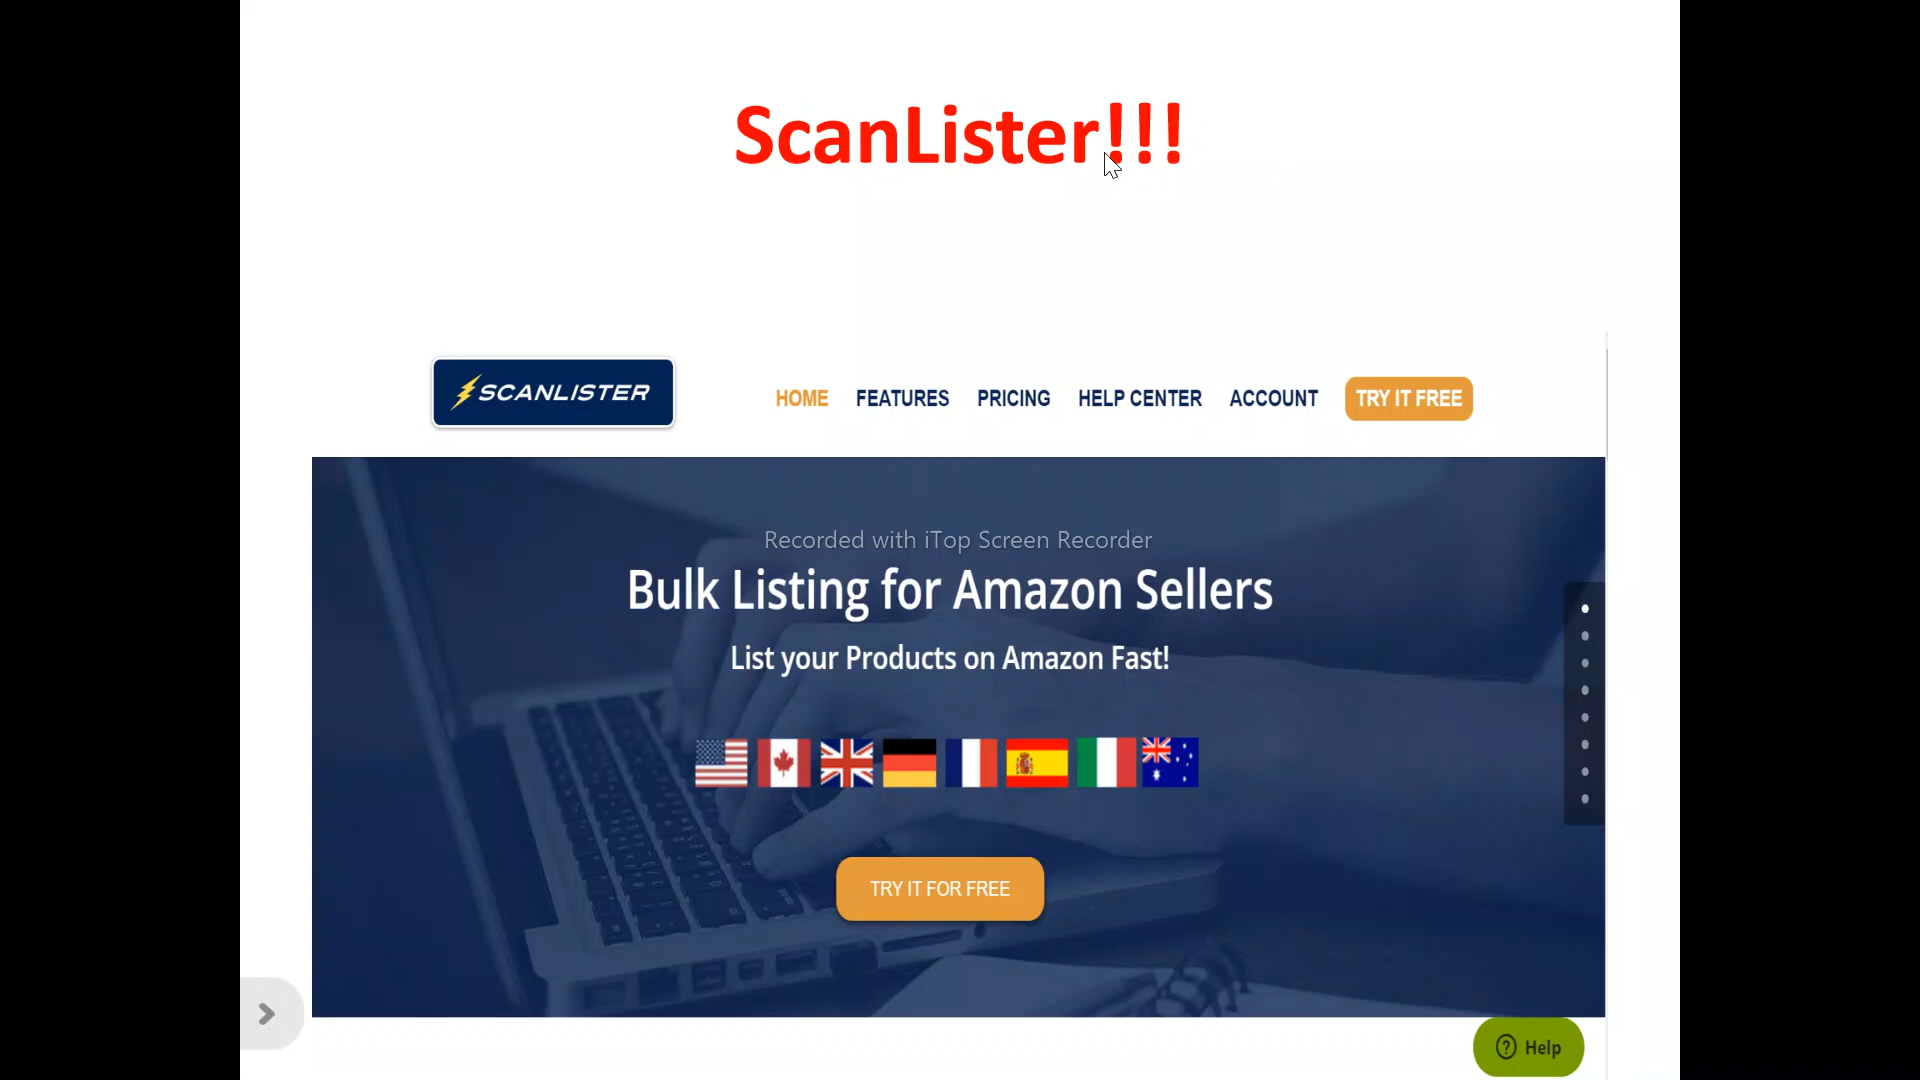 ScanLister!!!
SCANLISTER
HOME FEATURES PRICING HELP CENTER ACCOUNT TRY IT FREE
Recorded with iTop Screen Recorder
Bulk Listing for Amazon Sellers
List your Products on Amazon Fast!
TRY IT FOR FREE
? Help